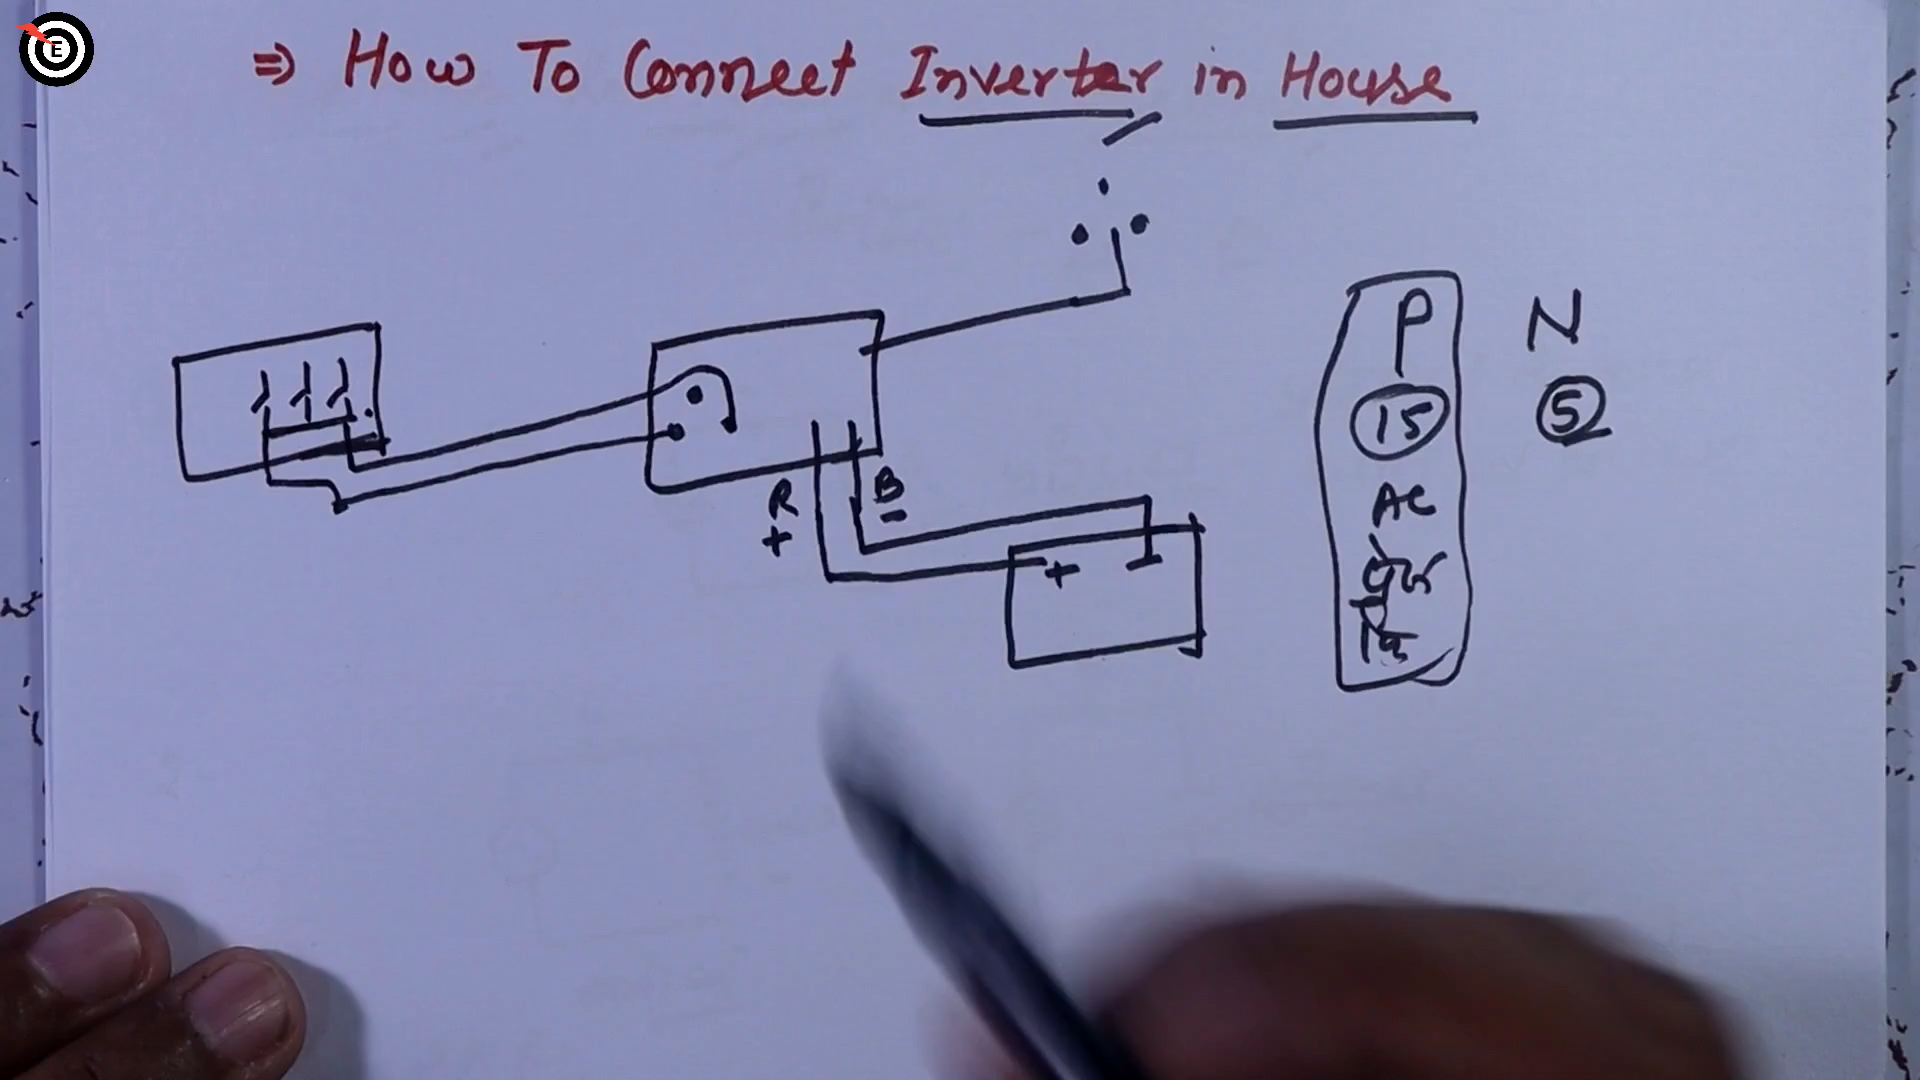 ⇒ How To Connect Inverter in House
P N
15 5
R B
+ -
AC
+ -
E